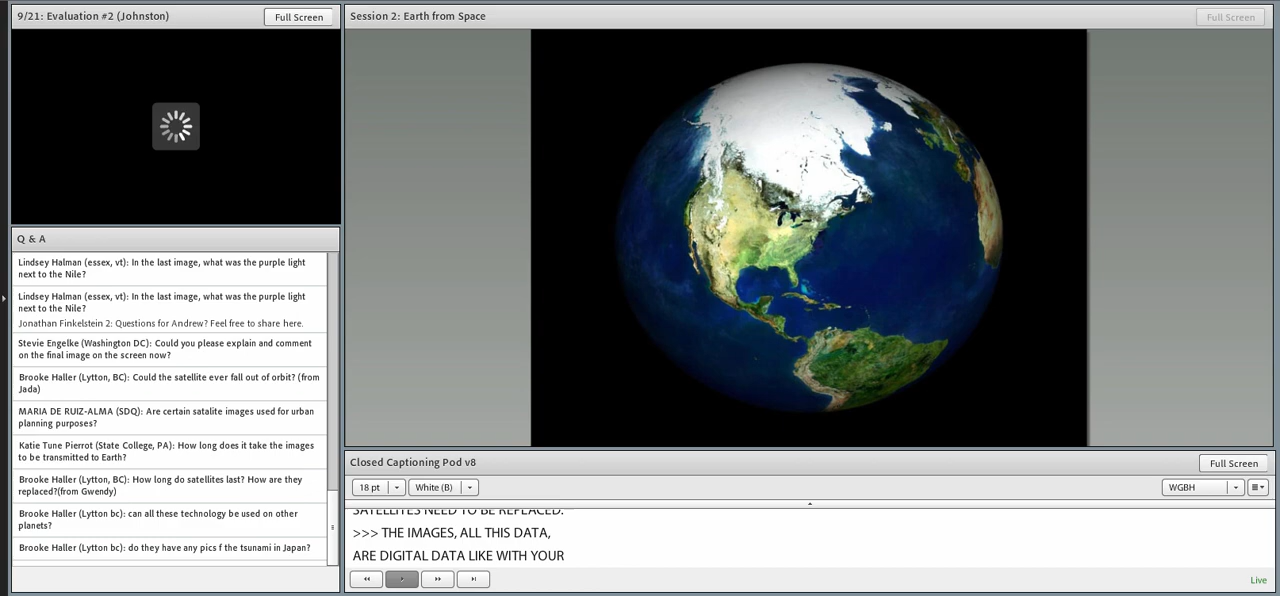 9/21: Evaluation #2 (Johnston)
Full Screen
Q & A
Lindsey Halman (essex, vt): In the last image, what was the purple light
next to the Nile?
Lindsey Halman (essex, vt): In the last image, what was the purple light
next to the Nile?
Jonathan Finkelstein 2: Questions for Andrew? Feel free to share here.
Stevie Engelke (Washington DC): Could you please explain and comment
on the final image on the screen now?
Brooke Haller (Lytton, BC): Could the satellite ever fall out of orbit? (from
Jada)
MARIA DE RUIZ-ALMA (SDQ): Are certain satalite images used for urban
planning purposes?
Katie Tune Pierrot (State College, PA): How long does it take the images
to be transmitted to Earth?
Brooke Haller (Lytton, BC): How long do satellites last? How are they
replaced?(from Gwendy)
Brooke Haller (Lytton bc): can all these technology be used on other
planets?
Brooke Haller (Lytton bc): do they have any pics f the tsunami in Japan?
Session 2: Earth from Space
Full Screen
Closed Captioning Pod v8
Full Screen
18 pt
White (B)
WGBH
SATELLITES NEED TO BE REPLACED.
>>> THE IMAGES, ALL THIS DATA,
ARE DIGITAL DATA LIKE WITH YOUR
Live